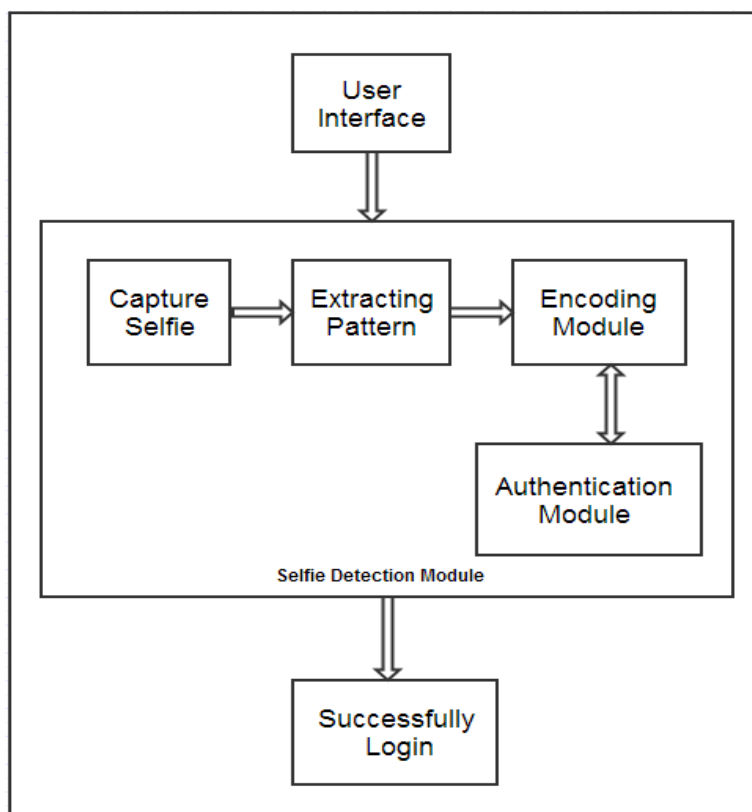 User
Interface
Capture
Selfie
Extracting
Pattern
Encoding
Module
Authentication
Module
Selfie Detection Module
Successfully
Login